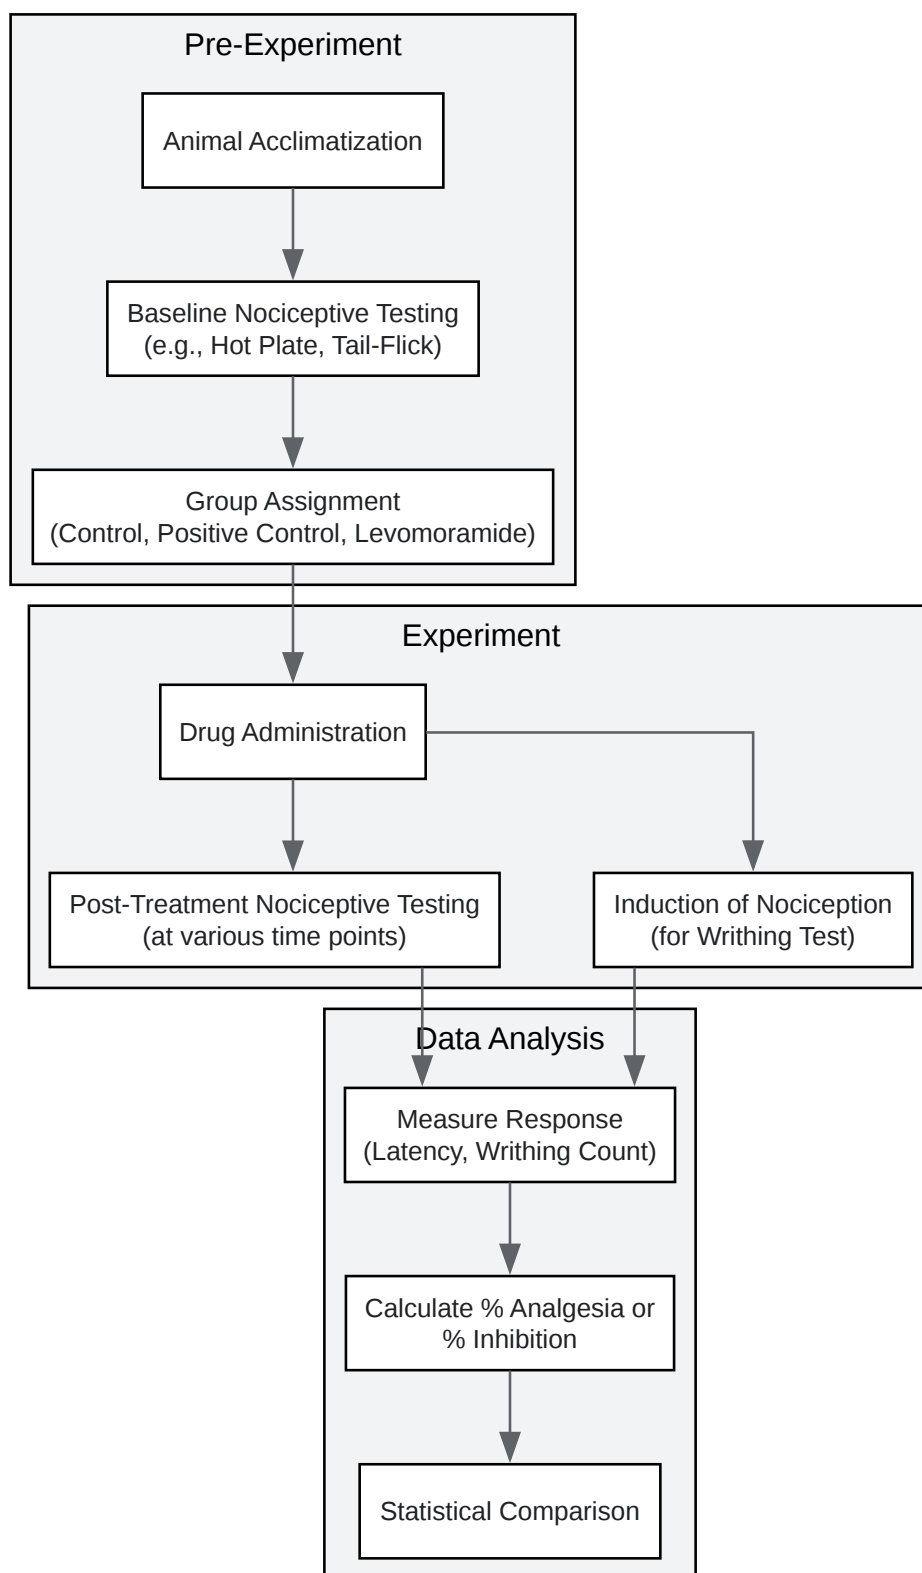 Pre-Experiment
Animal Acclimatization
Baseline Nociceptive Testing
(e.g., Hot Plate, Tail-Flick)
Group Assignment
(Control, Positive Control, Levomoramide)
Experiment
Drug Administration
Post-Treatment Nociceptive Testing
(at various time points)
Induction of Nociception
(for Writhing Test)
Data Analysis
Measure Response
(Latency, Writhing Count)
Calculate % Analgesia or
% Inhibition
Statistical Comparison